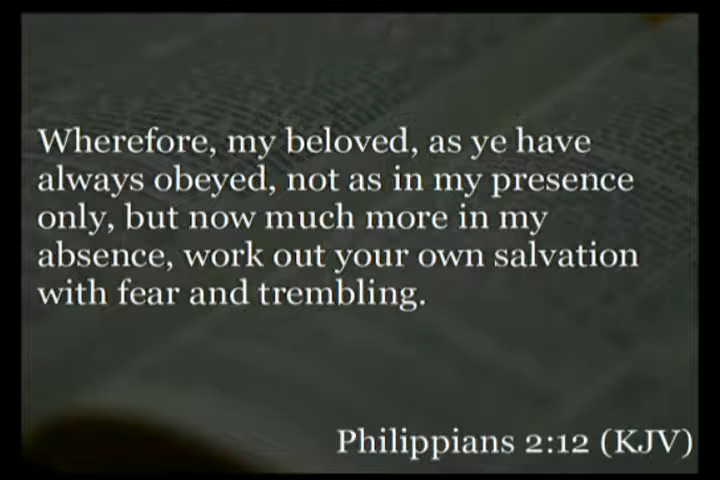 Wherefore, my beloved, as ye have
always obeyed, not as in my presence
only, but now much more in my
absence, work out your own salvation
with fear and trembling.
Philippians 2:12 (KJV)